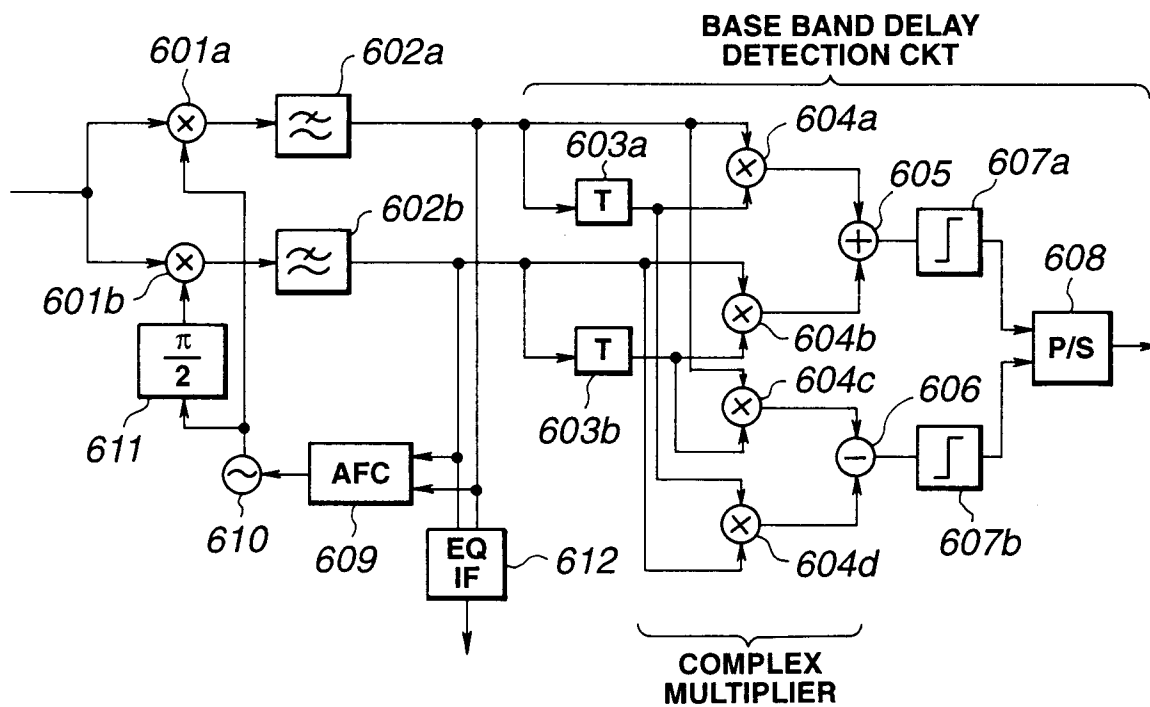 BASE BAND DELAY
DETECTION CKT
601a
602a
603a
604a
605
607a
T
602b
601b
608
P/S
π
2
T
604b
603b
604c
606
611
AFC
610
609
EQ
IF
612
604d
607b
COMPLEX
MULTIPLIER